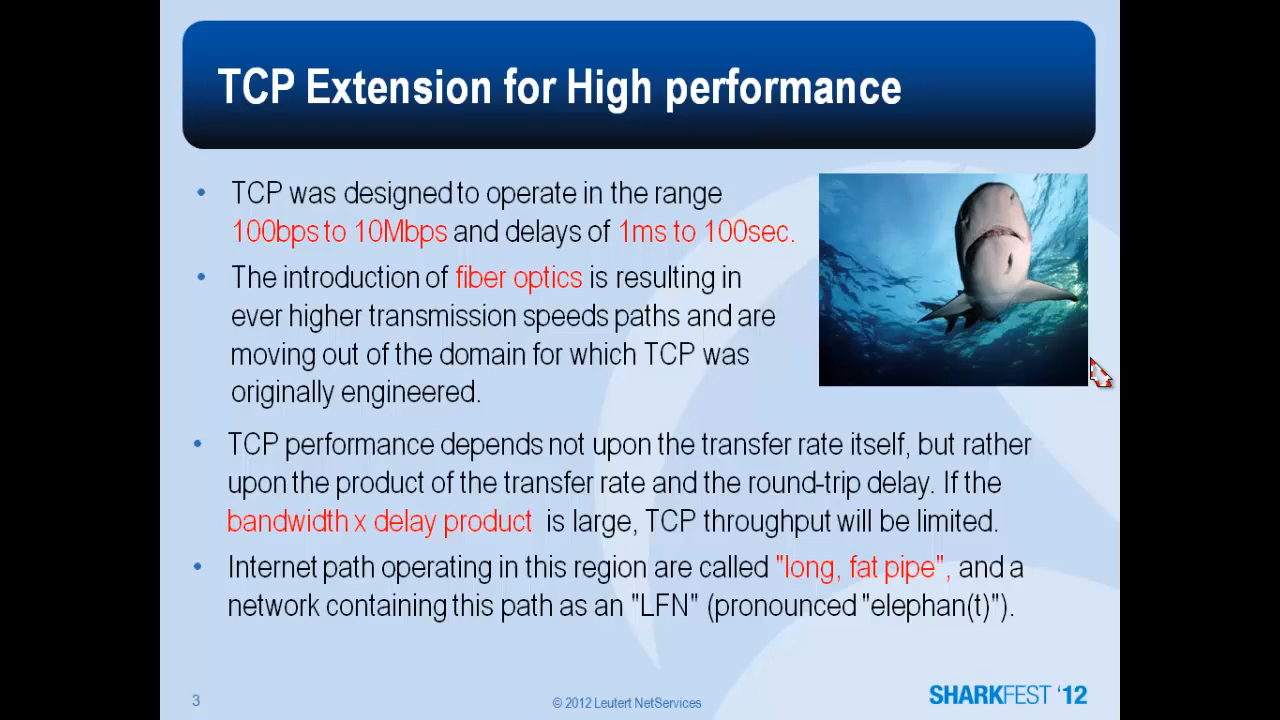 TCP Extension for High performance
• TCP was designed to operate in the range
100bps to 10Mbps and delays of 1ms to 100sec.
• The introduction of fiber optics is resulting in
ever higher transmission speeds paths and are
moving out of the domain for which TCP was
originally engineered.
• TCP performance depends not upon the transfer rate itself, but rather
upon the product of the transfer rate and the round-trip delay. If the
bandwidth x delay product is large, TCP throughput will be limited.
• Internet path operating in this region are called "long, fat pipe", and a
network containing this path as an "LFN" (pronounced "elephan(t)").
3
© 2012 Leutert NetServices
SHARKFEST '12